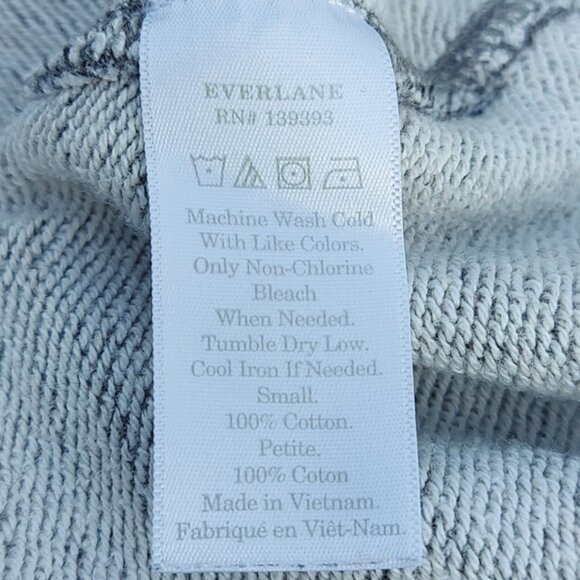 EVERLANE
RN# 139393
Machine Wash Cold
With Like Colors.
Only Non-Chlorine
Bleach
When Needed.
Tumble Dry Low.
Cool Iron If Needed.
Small.
100% Cotton.
Petite.
100% Coton
Made in Vietnam.
Fabriqué en Viêt-Nam.